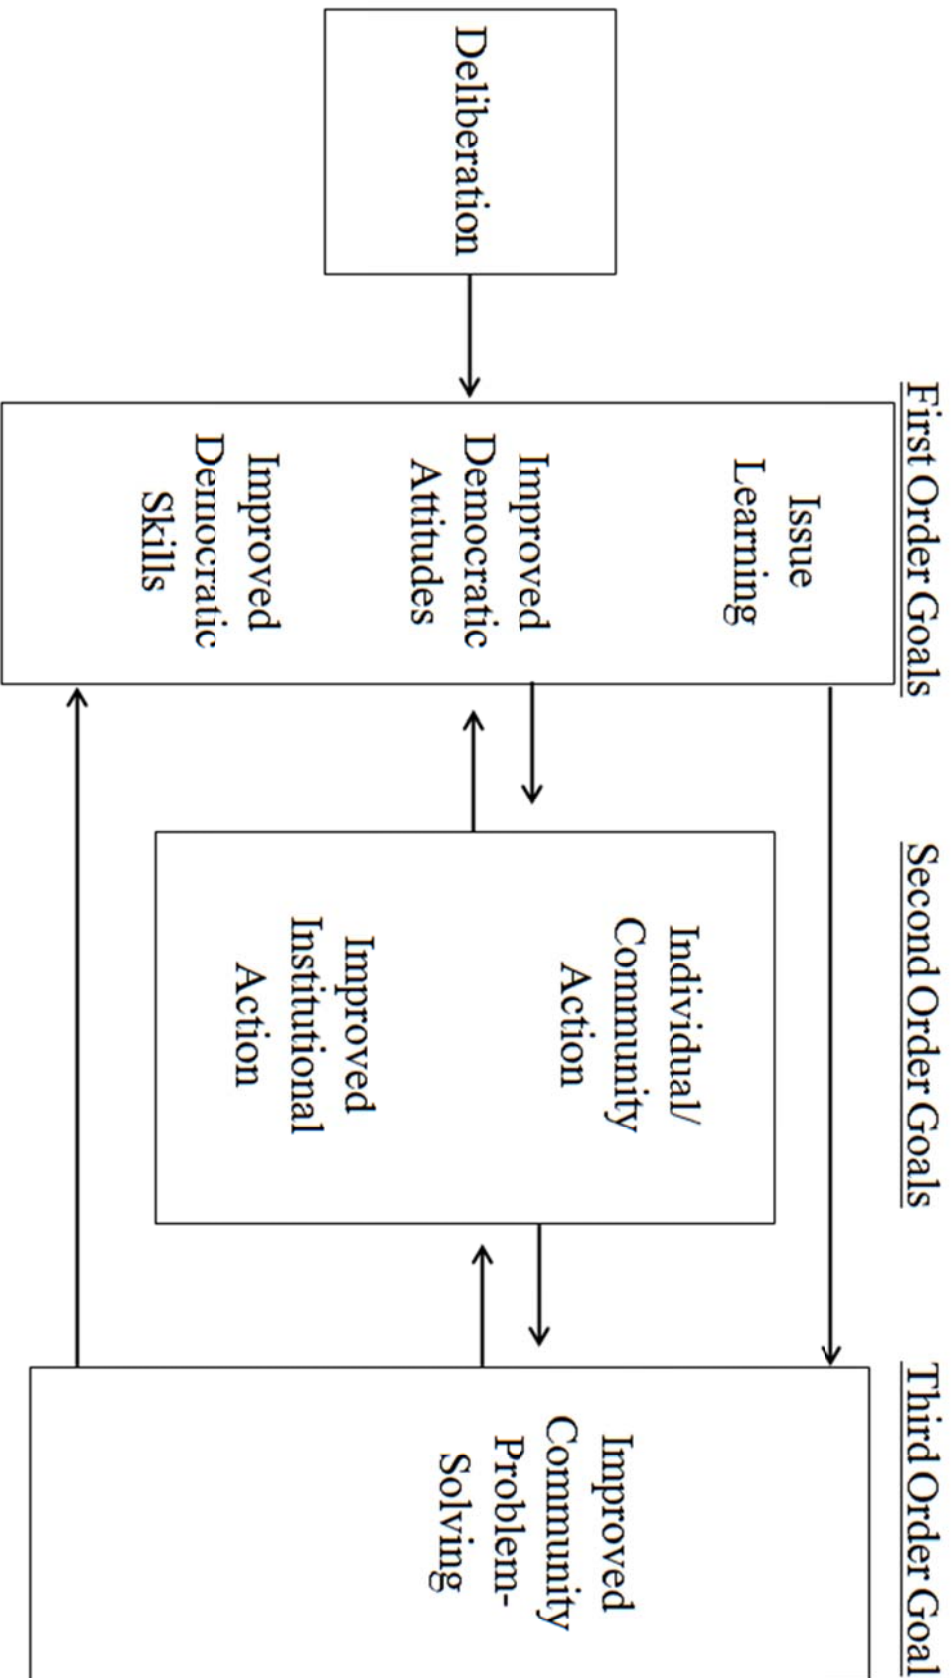 Deliberation
First Order Goals
Issue
Learning
Improved
Democratic
Attitudes
Improved
Democratic
Skills
Second Order Goals
Individual/
Community
Action
Improved
Institutional
Action
Third Order Goal
Improved
Community
Problem-
Solving